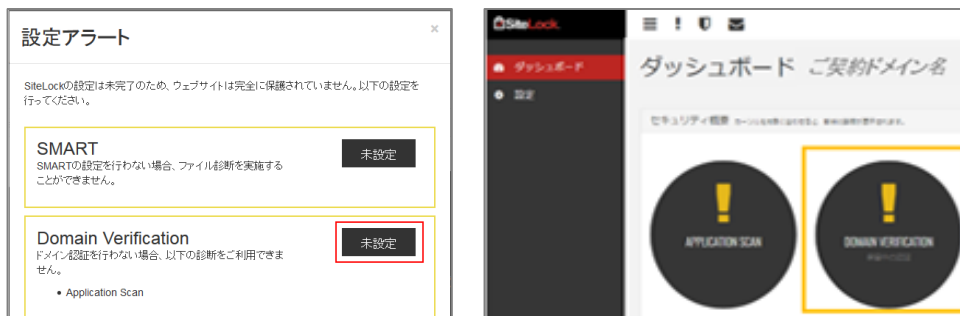 設定アラート
×
SiteLockの設定は未完了のため、ウェブサイトは完全に保護されていません。以下の設定を
行ってください。
SMART
SMARTの設定を行わない場合、ファイル診断を実施する
ことができません。
未設定
Domain Verification
ドメイン認証を行わない場合、以下の診断をご利用できま
せん。
未設定
• Application Scan
SiteLock
ダッシュボード
設定
ダッシュボード ご契約ドメイン名
セキュリティ概要
APPLICATION SCAN
DOMAIN VERIFICATION